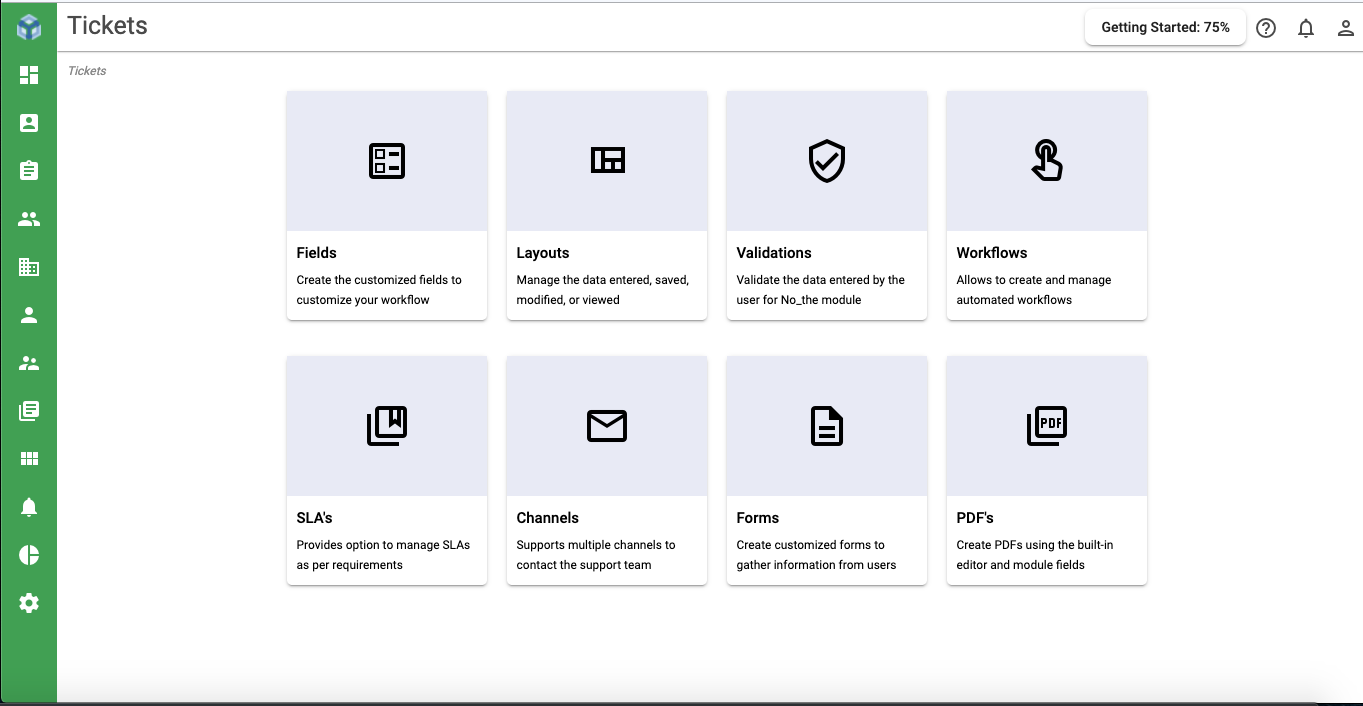 Tickets
Getting Started: 75%
Tickets
Fields
Create the customized fields to
customize your workflow
Layouts
Manage the data entered, saved,
modified, or viewed
Validations
Validate the data entered by the
user for No_the module
Workflows
Allows to create and manage
automated workflows
PDF
SLA's
Provides option to manage SLAs
as per requirements
Channels
Supports multiple channels to
contact the support team
Forms
Create customized forms to
gather information from users
PDF's
Create PDFs using the built-in
editor and module fields